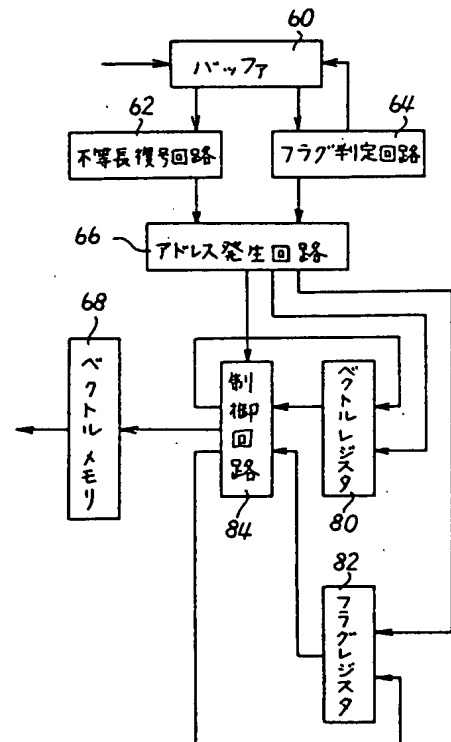 60
バッファ
62
不等長復号回路
64
フラグ判定回路
66
アドレス発生回路
68
ベクトルメモリ
制御回路
84
ベクトルレジスタ
80
82
フラグレジスタ